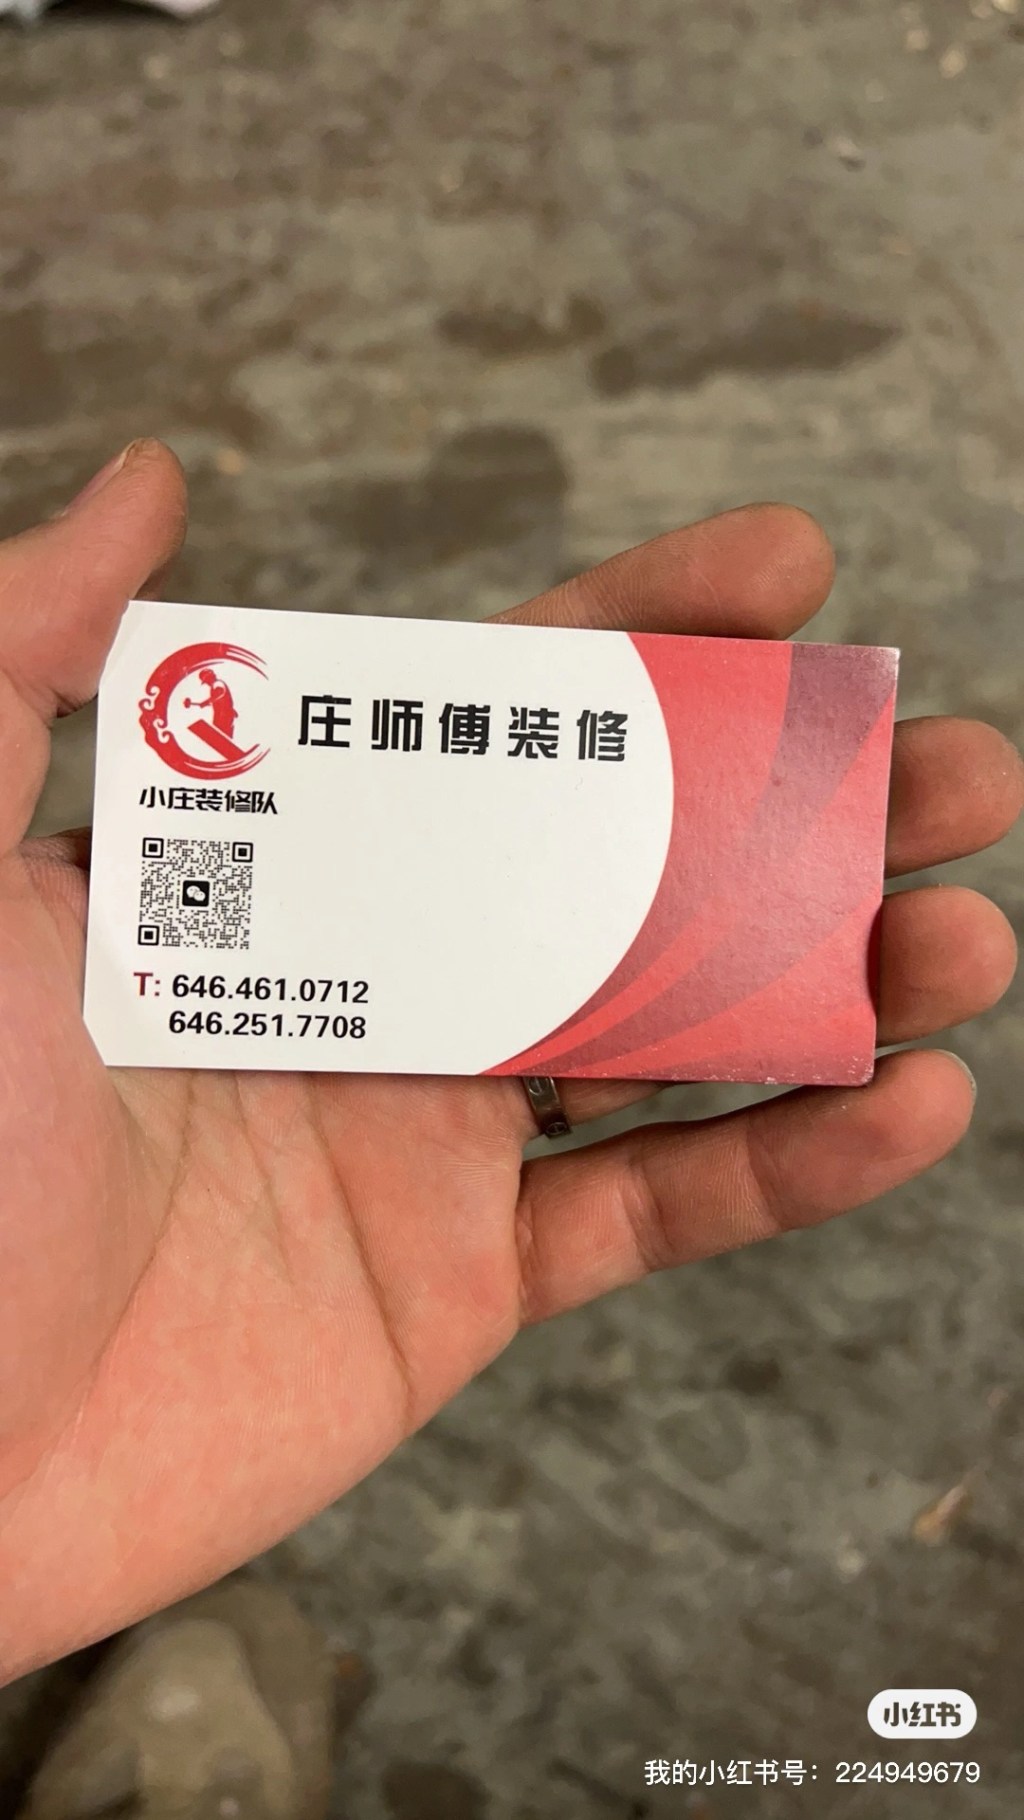 庄师傅装修
小庄装修队
T: 646.461.0712
646.251.7708
小红书
我的小红书号：224949679